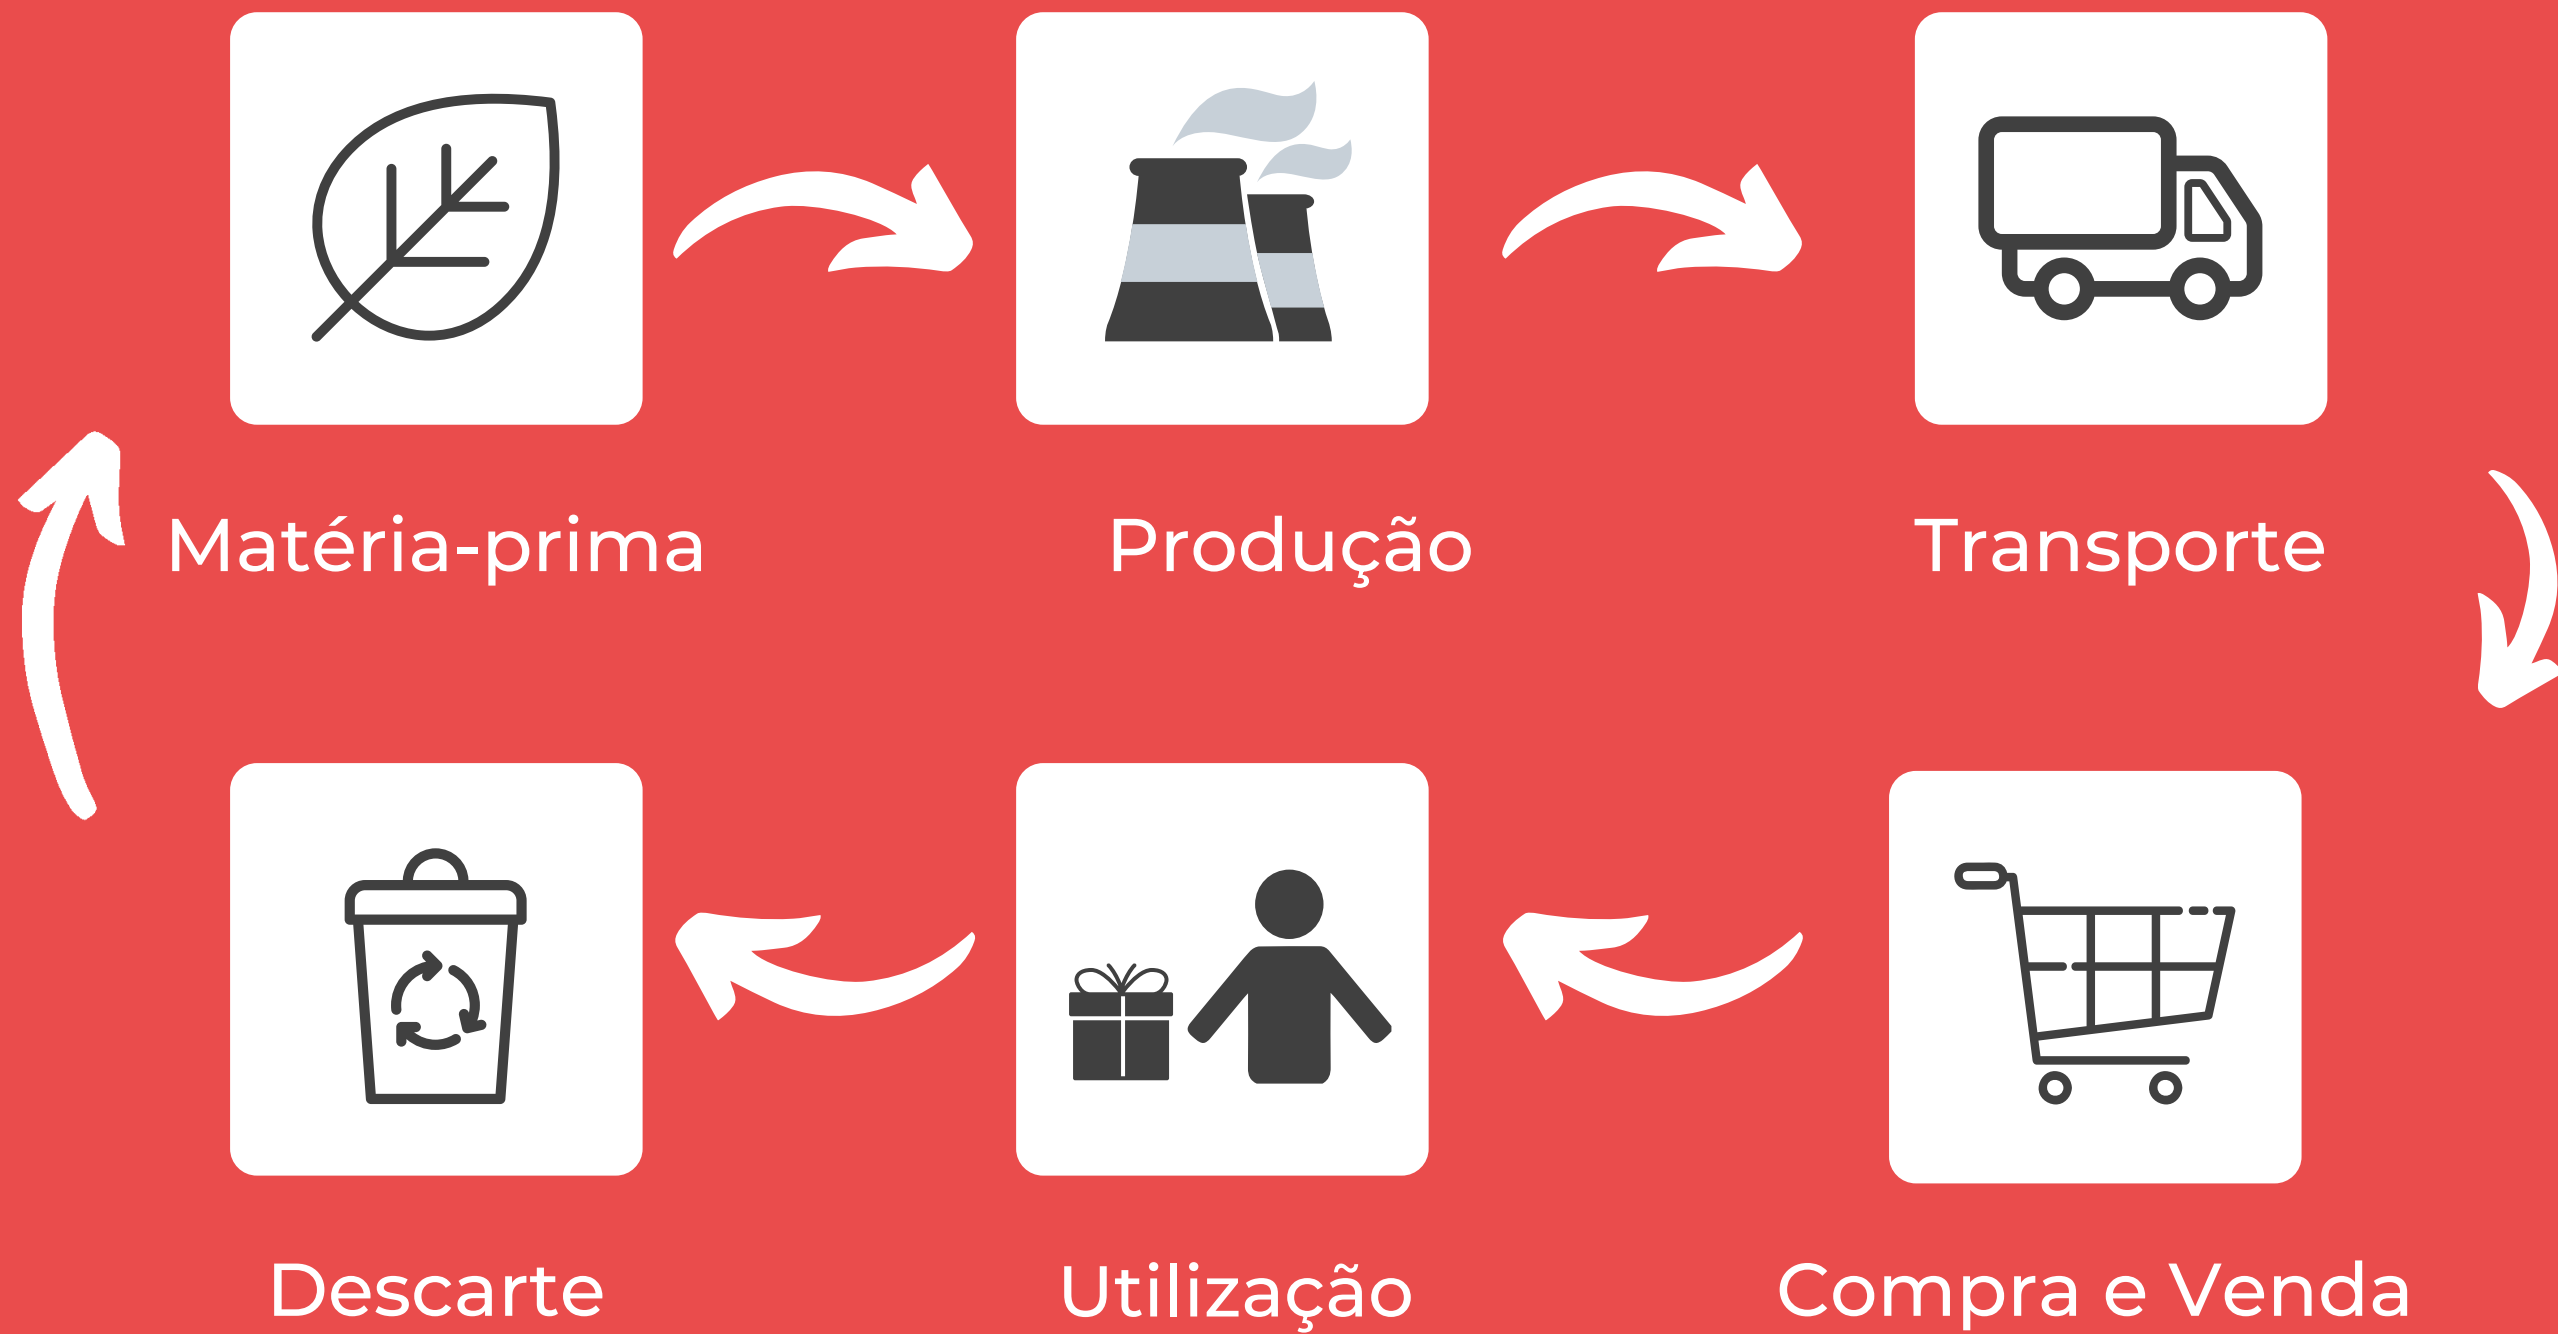 Matéria-prima
Produção
Transporte
Descarte
Utilização
Compra e Venda